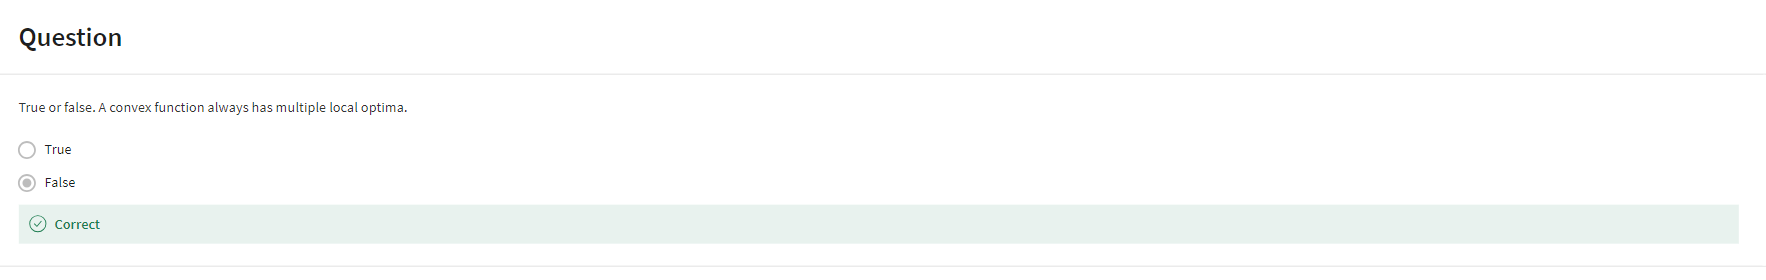 Question
True or false. A convex function always has multiple local optima.
True
False
Correct